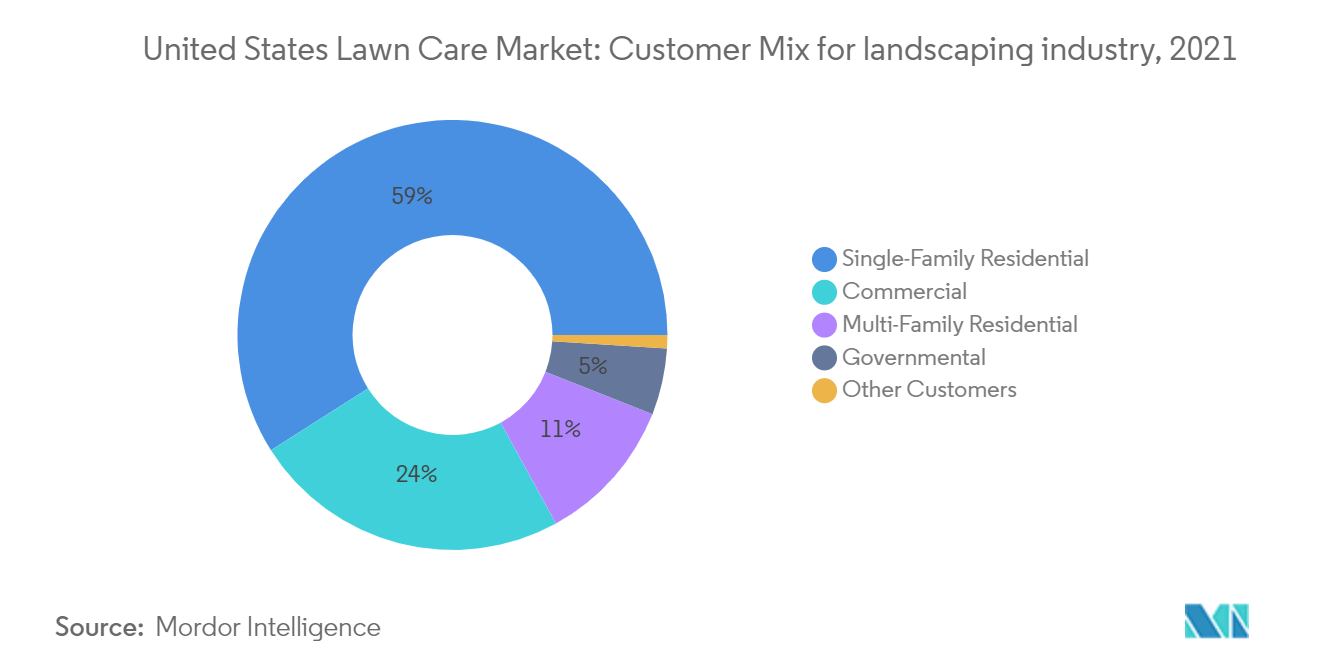 United States Lawn Care Market: Customer Mix for landscaping industry, 2021
59%
5%
11%
24%
Single-Family Residential
Commercial
Multi-Family Residential
Governmental
Other Customers
Source: Mordor Intelligence